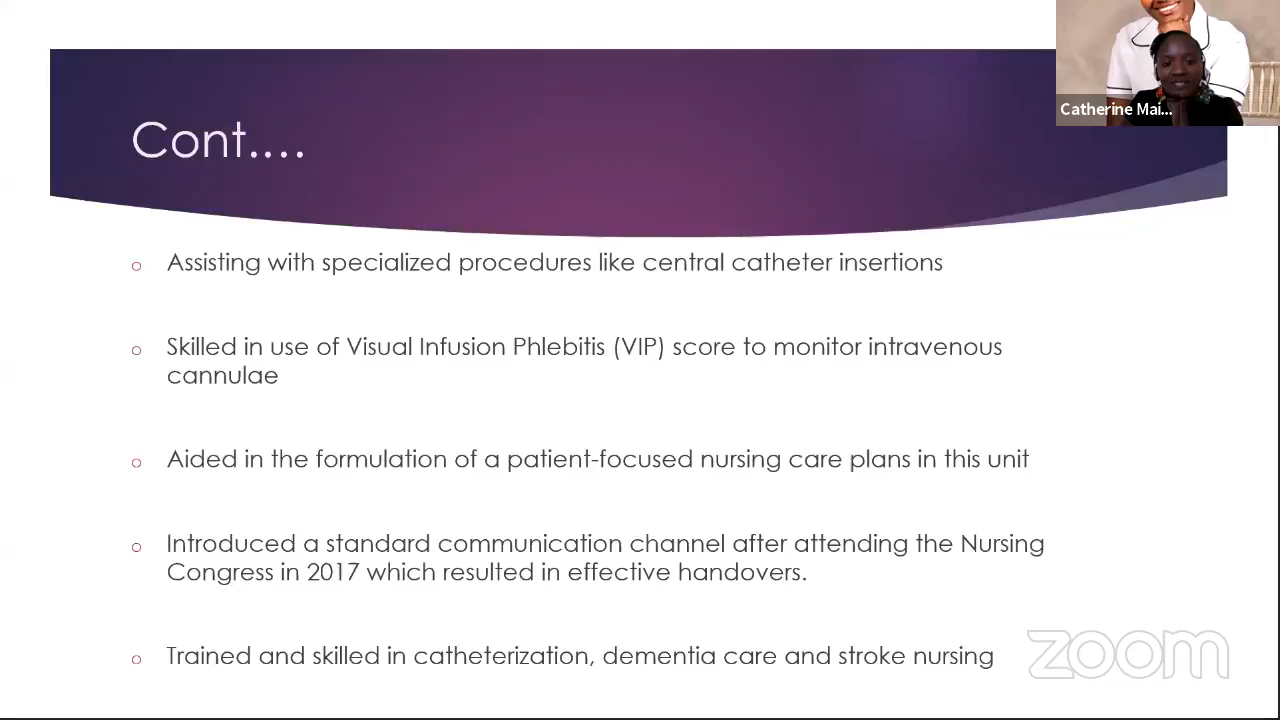 Cont....
Catherine Mai...
Assisting with specialized procedures like central catheter insertions
Skilled in use of Visual Infusion Phlebitis (VIP) score to monitor intravenous
cannulae
Aided in the formulation of a patient-focused nursing care plans in this unit
Introduced a standard communication channel after attending the Nursing
Congress in 2017 which resulted in effective handovers.
Trained and skilled in catheterization, dementia care and stroke nursing
zoom